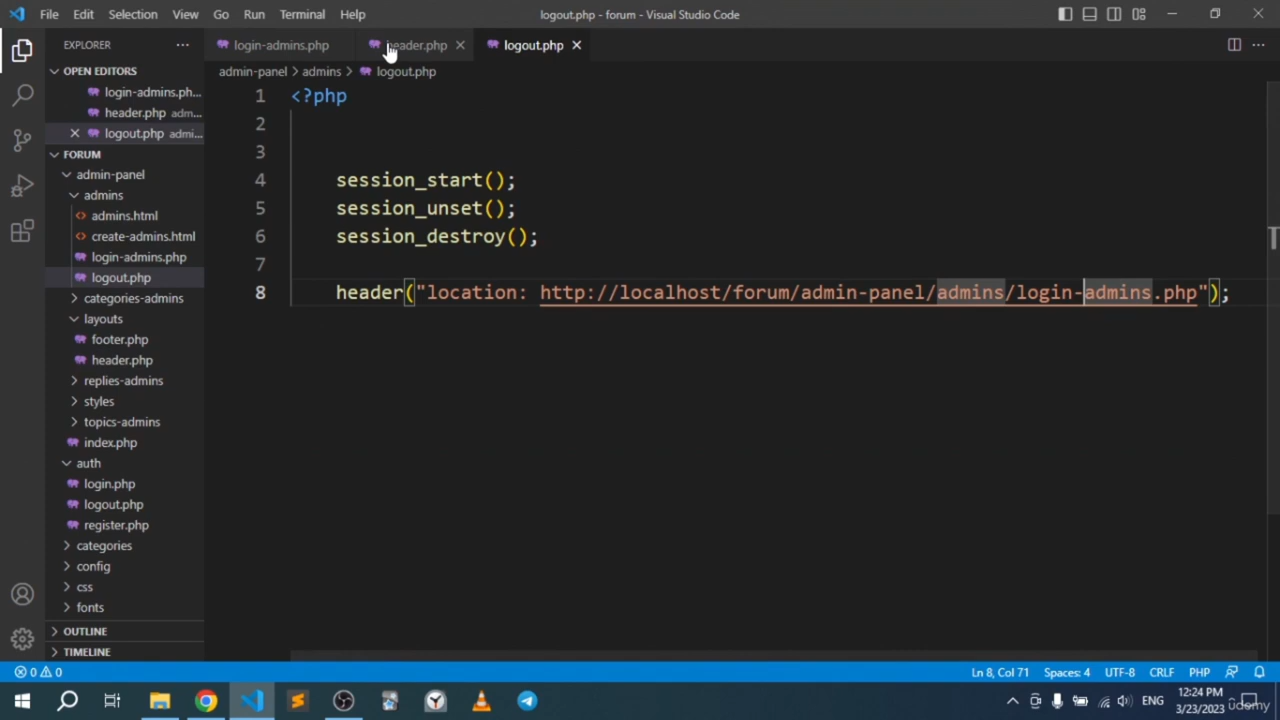 File Edit Selection View Go Run Terminal Help logout.php - forum - Visual Studio Code
EXPLORER
login-admins.php header.php logout.php
OPEN EDITORS
login-admins.ph...
header.php adm...
logout.php admi...
FORUM
admin-panel
admins
admins.html
create-admins.html
login-admins.php
logout.php
categories-admins
layouts
footer.php
header.php
replies-admins
styles
topics-admins
index.php
auth
login.php
logout.php
register.php
categories
config
css
fonts
OUTLINE
TIMELINE
admin-panel > admins > logout.php
1 <?php
2
3
4 session_start();
5 session_unset();
6 session_destroy();
7
8 header("location: http://localhost/forum/admin-panel/admins/login-admins.php");
0 0 Ln 8, Col 71 Spaces: 4 UTF-8 CRLF PHP
ENG 12:24 PM
3/23/2023
udemy